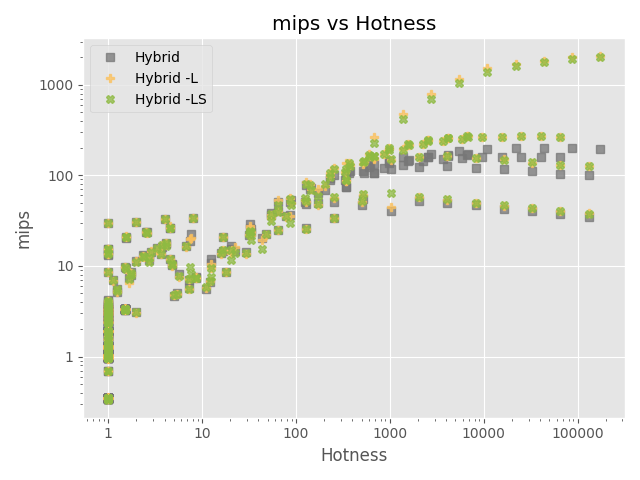 mips vs Hotness
Hybrid
Hybrid -L
Hybrid -LS
mips
1000
100
10
1
1 10 100 1000 10000 100000
Hotness